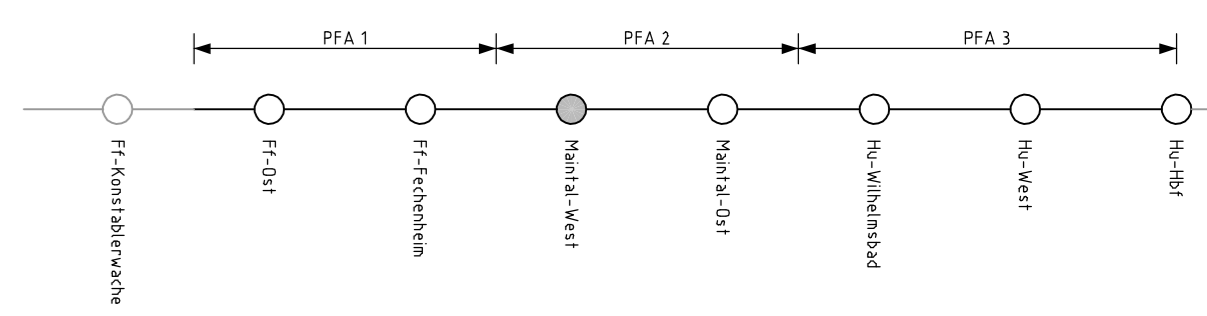 PFA 1
PFA 2
PFA 3
Ff-Konstablerwache
Ff-Ost
Ff-Fechenheim
Maintal-West
Maintal-Ost
Hu-Wilhelmsbad
Hu-West
Hu-Hbf